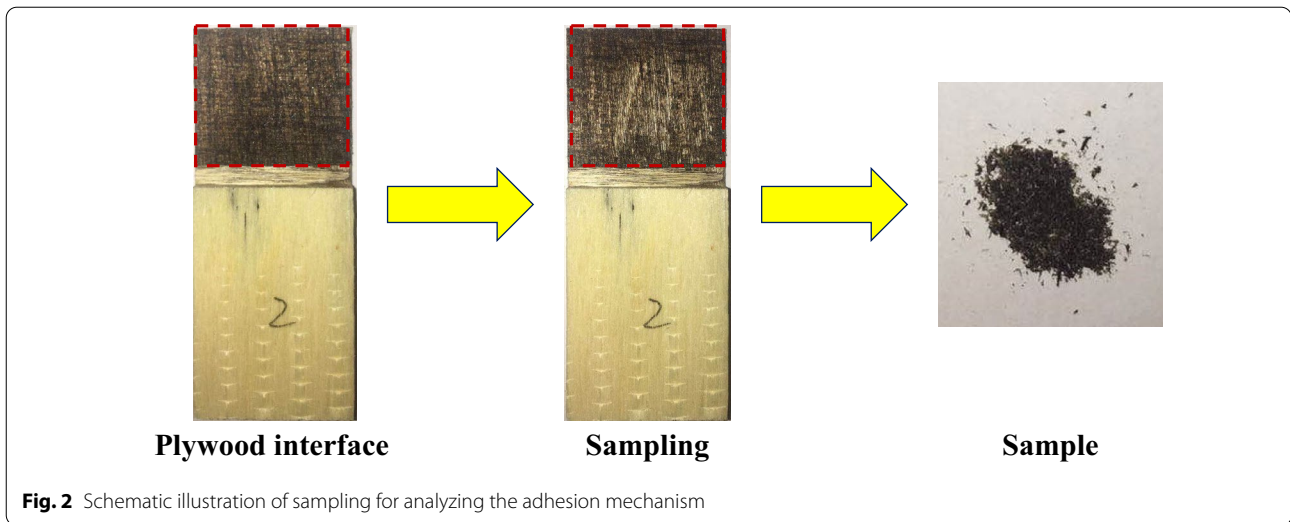 2
2
Plywood interface
Sampling
Sample
Fig. 2 Schematic illustration of sampling for analyzing the adhesion mechanism